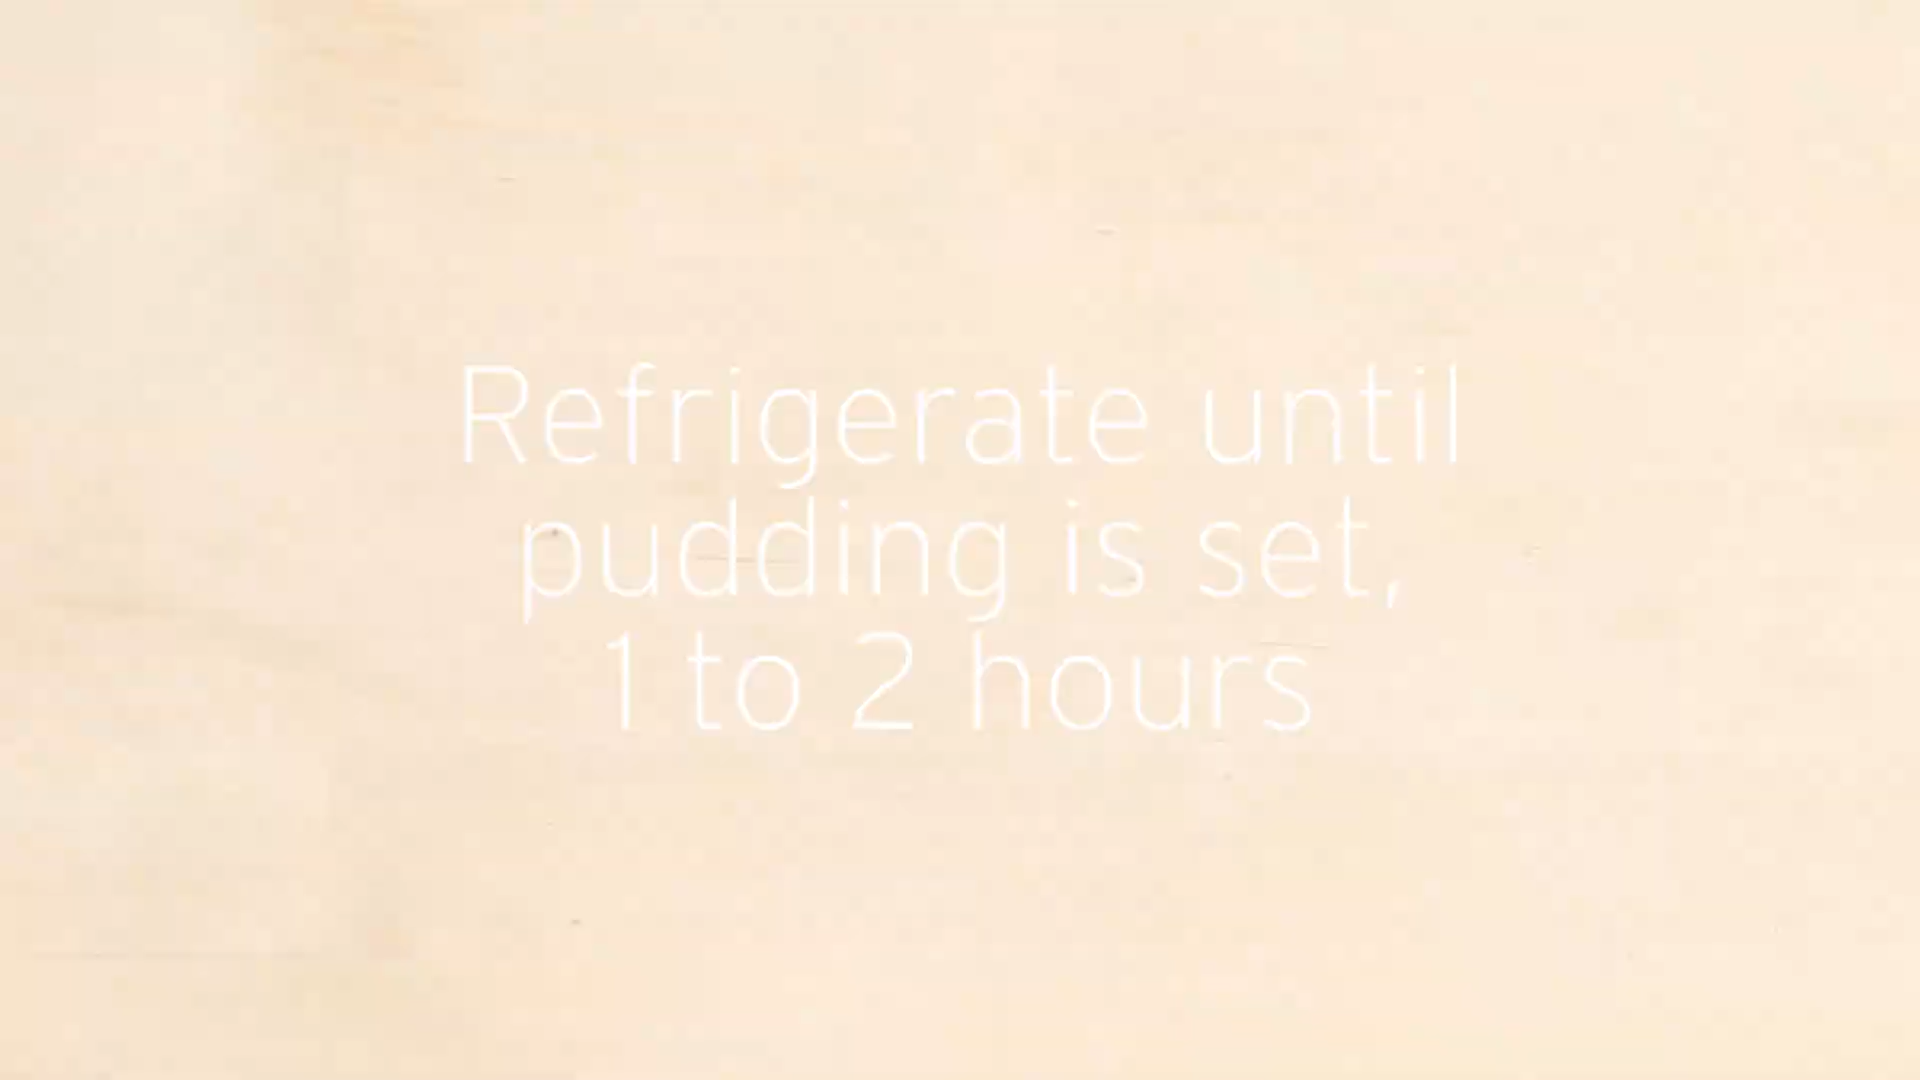 Refrigerate until
pudding is set,
1 to 2 hours